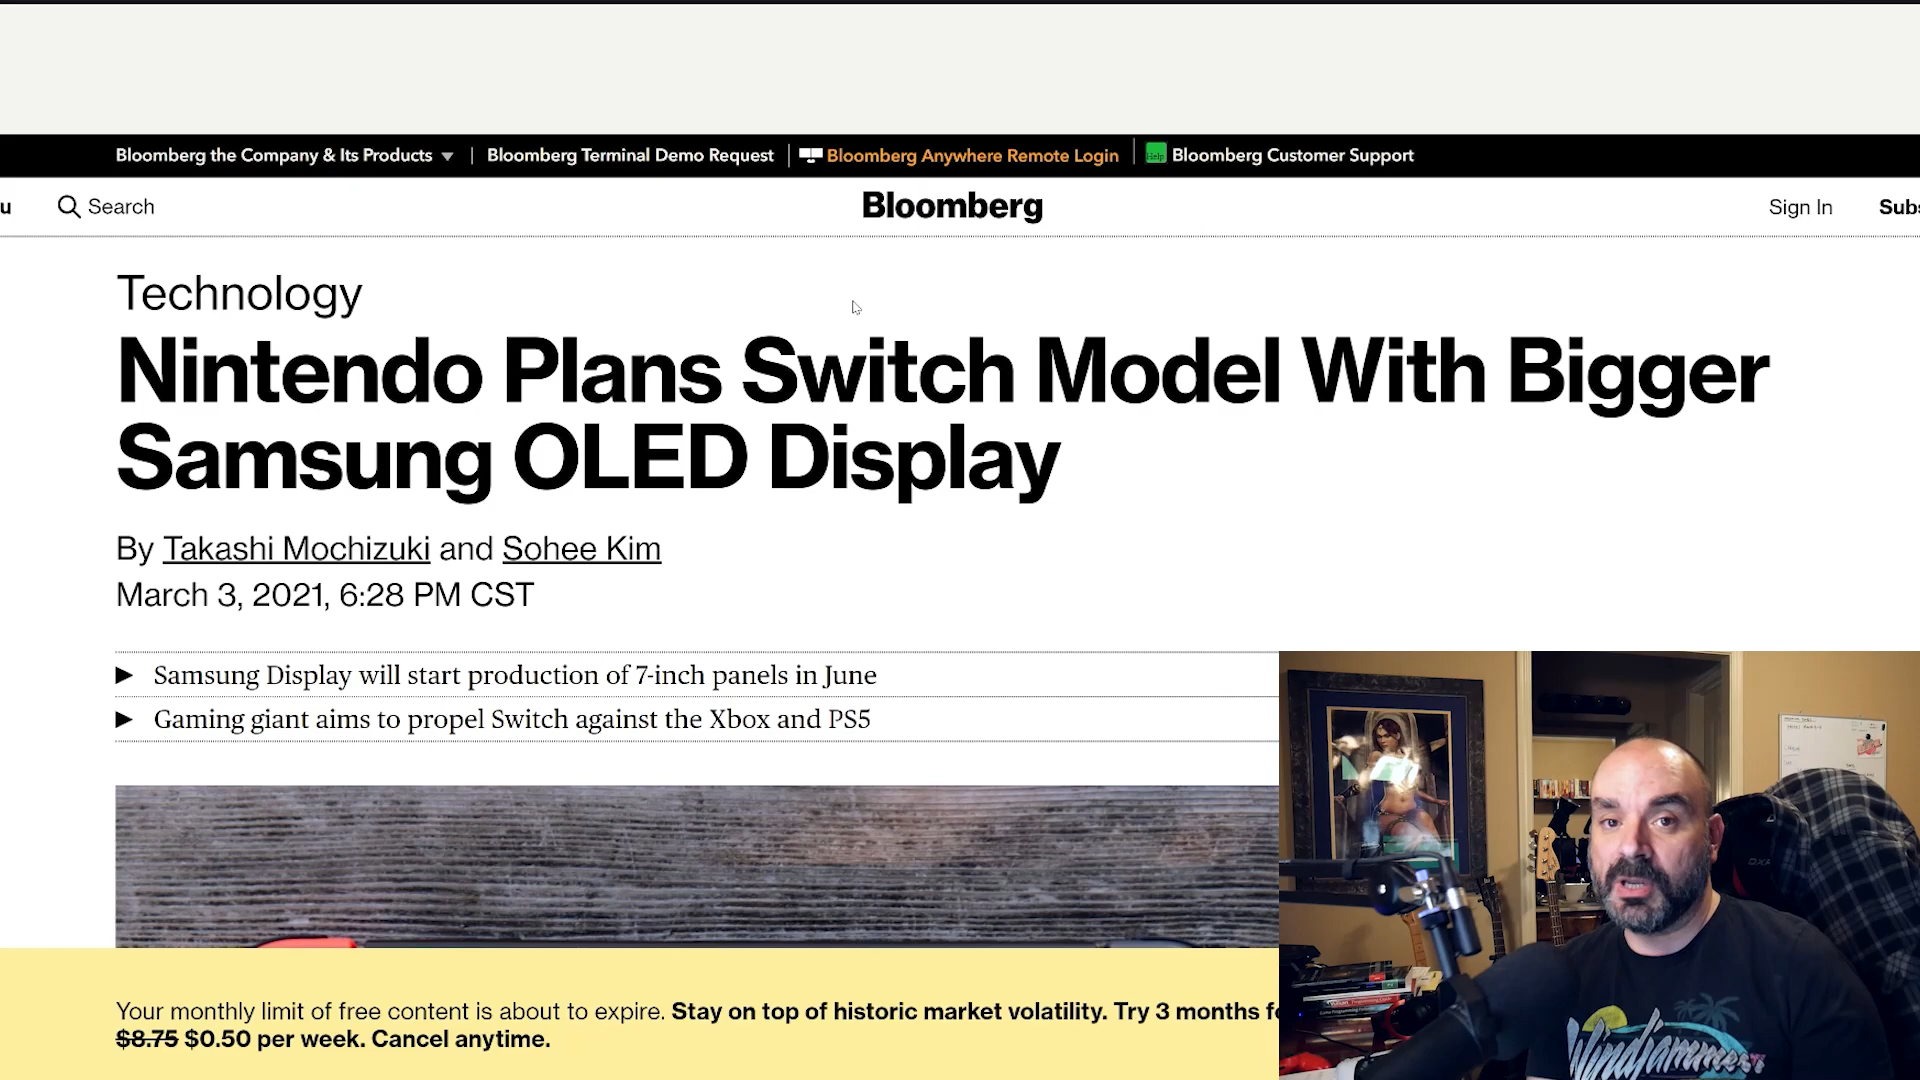 Bloomberg the Company & Its Products
Bloomberg Terminal Demo Request
Bloomberg Anywhere Remote Login
Help
Bloomberg Customer Support
u
Search
Bloomberg
Sign In
Subs
Technology
Nintendo Plans Switch Model With Bigger
Samsung OLED Display
By Takashi Mochizuki and Sohee Kim
March 3, 2021, 6:28 PM CST
Samsung Display will start production of 7-inch panels in June
Gaming giant aims to propel Switch against the Xbox and PS5
Your monthly limit of free content is about to expire. Stay on top of historic market volatility. Try 3 months fo
$8.75 $0.50 per week. Cancel anytime.
Windjammers